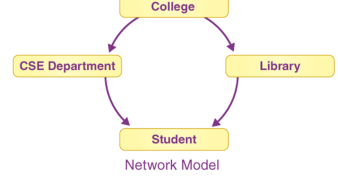 College
CSE Department
Library
Student
Network Model